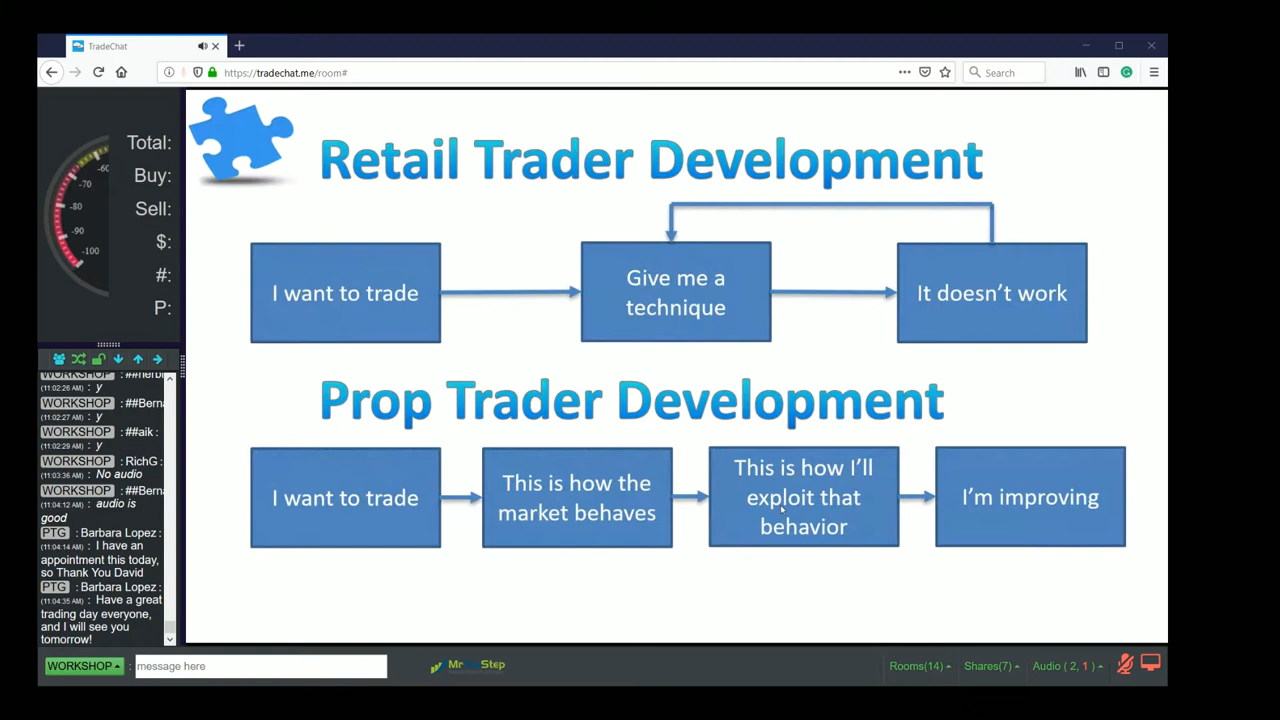 TradeChat
https://tradechat.me/room#
Search
Total:
Buy:
Sell:
$:
#:
P:
-60
-70
-80
-90
-100
Retail Trader Development
I want to trade
Give me a
technique
It doesn't work
Prop Trader Development
I want to trade
This is how the
market behaves
This is how I'll
exploit that
behavior
I'm improving
WORKSHOP : ##herbi
(11:02:26 AM) : y
WORKSHOP : ##Berna
(11:02:27 AM) : y
WORKSHOP : ##aik :
(11:02:29 AM) : y
WORKSHOP : RichG :
(11:03:36 AM) : No audio
WORKSHOP : ##Berna
(11:04:12 AM) : audio is
good
PTG : Barbara Lopez :
(11:04:14 AM) : I have an
appointment this today,
so Thank You David
PTG : Barbara Lopez :
(11:04:35 AM) : Have a great
trading day everyone,
and I will see you
tomorrow!
WORKSHOP : message here
Rooms(14) Shares(7) Audio ( 2, 1 )